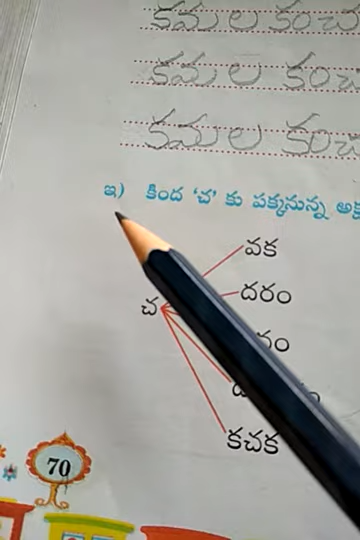 కమల కంచ
కమల కంచ
కమల కంచ
ఇ) కింద ‘చ’ కు పక్కనున్న అక్ష
వక
దరం
చ
కచక
70